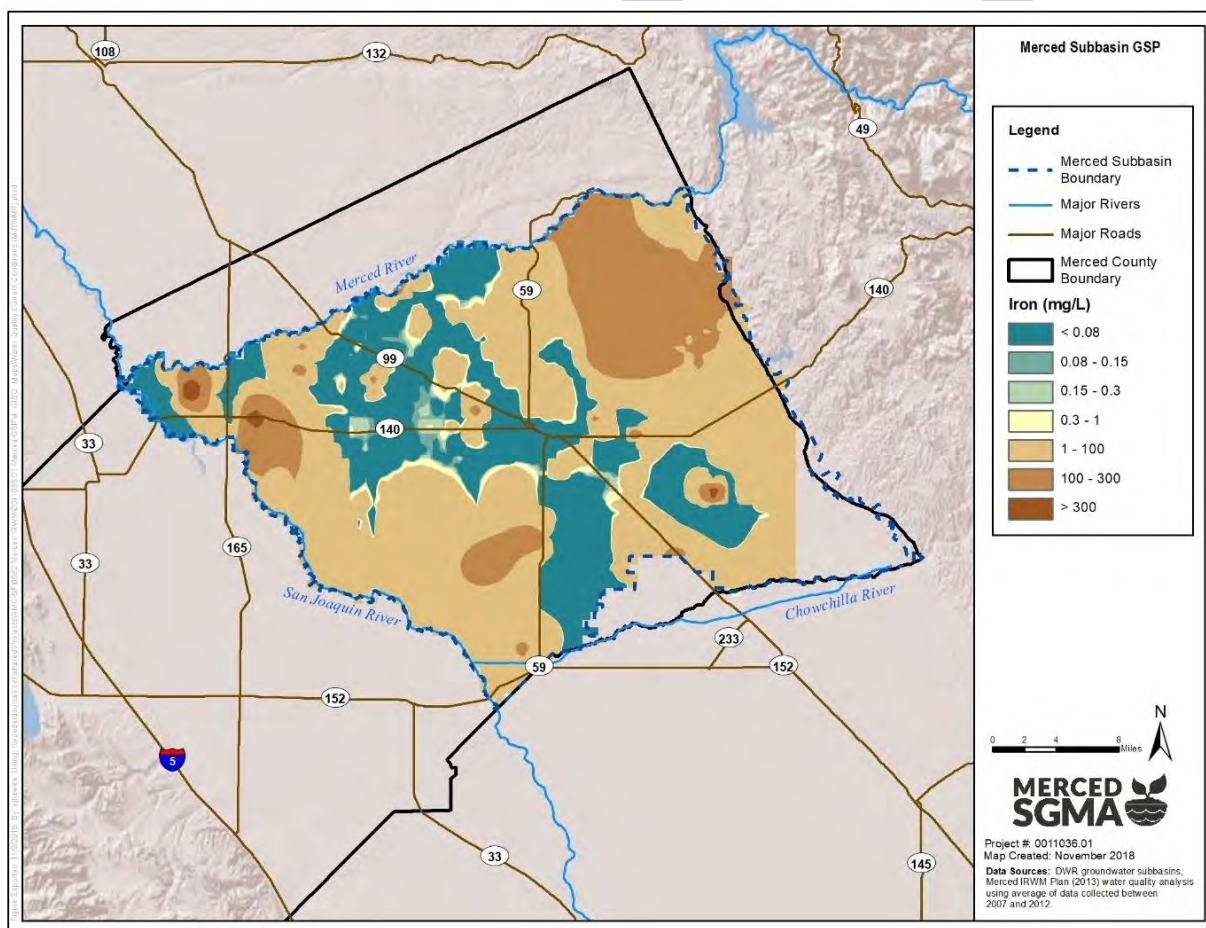 Merced Subbasin GSP
Legend
Merced Subbasin
Boundary
Major Rivers
Major Roads
Merced County
Boundary
Iron (mg/L)
< 0.08
0.08 - 0.15
0.15 - 0.3
0.3 - 1
1 - 100
100 - 300
> 300
108
132
49
Merced River
59
140
99
140
33
33
165
San Joaquin River
Chowchilla River
233
59
152
152
5
33
145
N
0 2 4 8
Miles
MERCED
SGMA
Project #: 0011036.01
Map Created: November 2018
Data Sources: DWR groundwater subbasins,
Merced IRWM Plan (2013) water quality analysis
using average of data collected between
2007 and 2012.